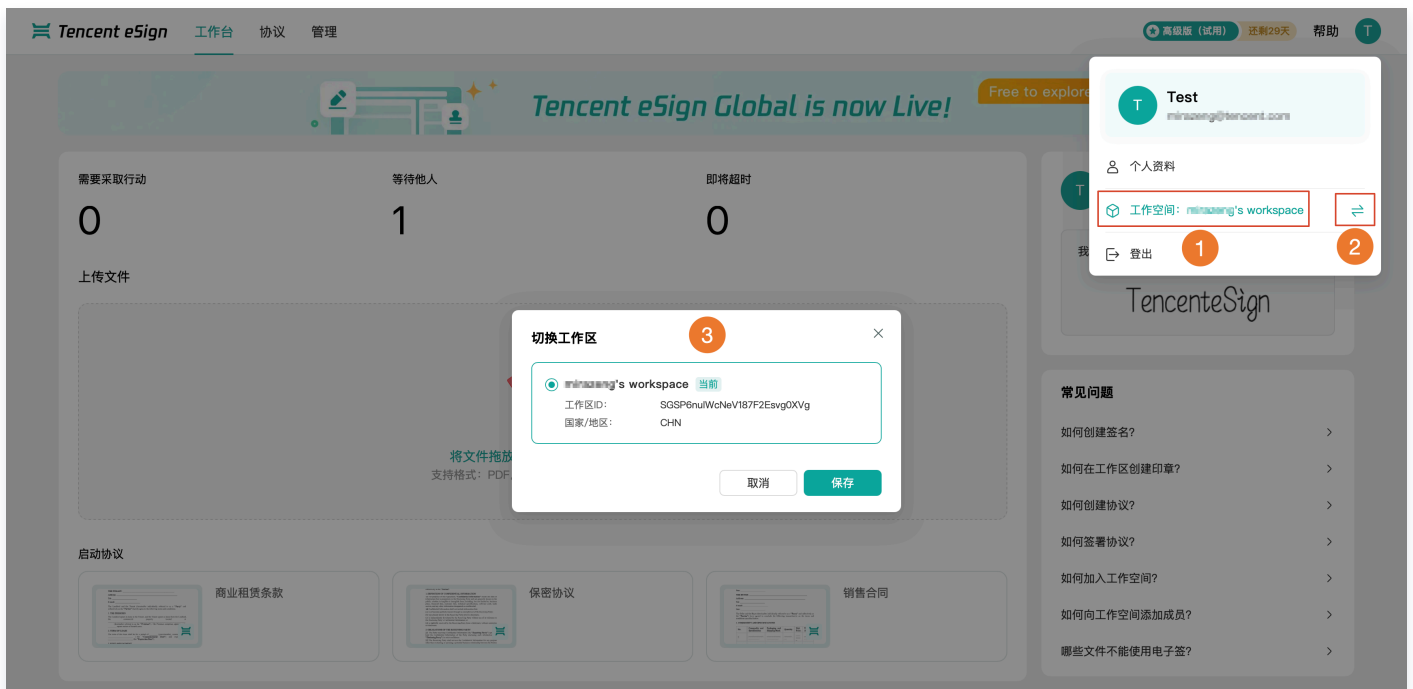 Tencent eSign 工作台 协议 管理 高级版（试用） 还剩29天 帮助 T
Tencent eSign Global is now Live!
Free to explore
T
Test
@tencent.com
个人资料
工作空间： 's workspace
1
2
登出
需要采取行动 等待他人 即将超时
0 1 0
T
我
TencenteSign
上传文件
将文件拖放
支持格式：PDF
切换工作区
3
's workspace 当前
工作区ID： SGSP6nulWcNeV187F2Esvg0XVg
国家/地区： CHN
取消 保存
常见问题
如何创建签名?
如何在工作区创建印章?
如何创建协议?
如何签署协议?
如何加入工作空间?
如何向工作空间添加成员?
哪些文件不能使用电子签?
启动协议
商业租赁条款 保密协议 销售合同